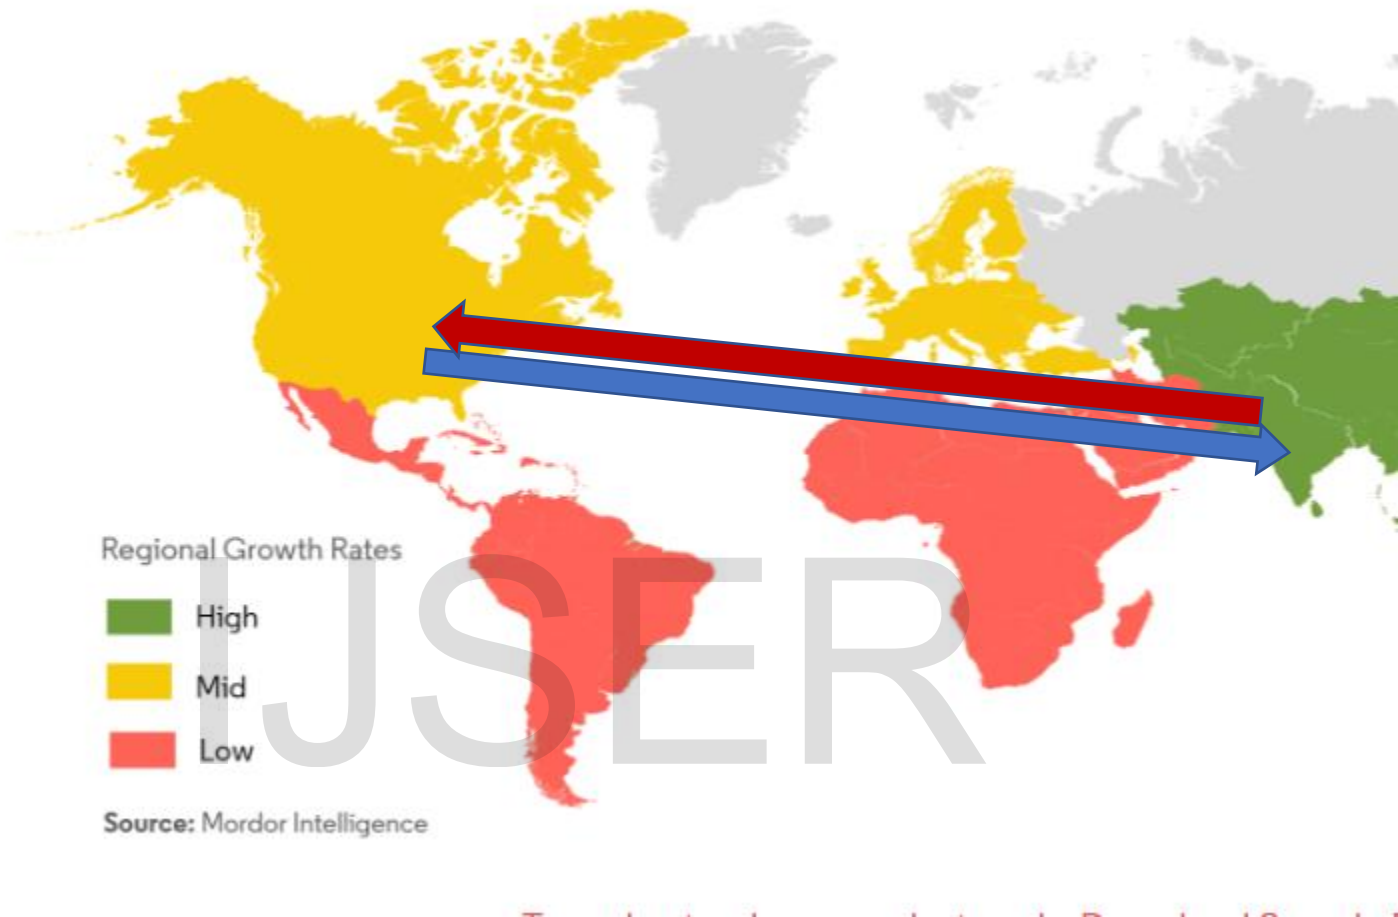 Regional Growth Rates
High
Mid
Low
IJSER
Source: Mordor Intelligence